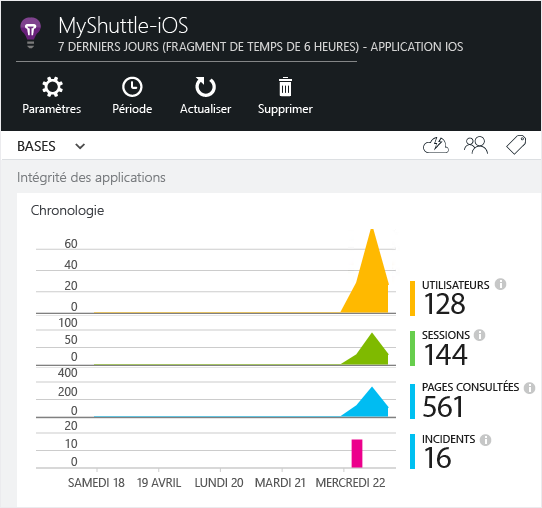 MyShuttle-iOS
7 DERNIERS JOURS (FRAGMENT DE TEMPS DE 6 HEURES) - APPLICATION IOS
Paramètres Période Actualiser Supprimer
BASES
Intégrité des applications
Chronologie
60
40
20
0
UTILISATEURS
128
100
50
0
SESSIONS
144
400
200
0
PAGES CONSULTÉES
561
20
10
0
INCIDENTS
16
SAMEDI 18 19 AVRIL LUNDI 20 MARDI 21 MERCREDI 22